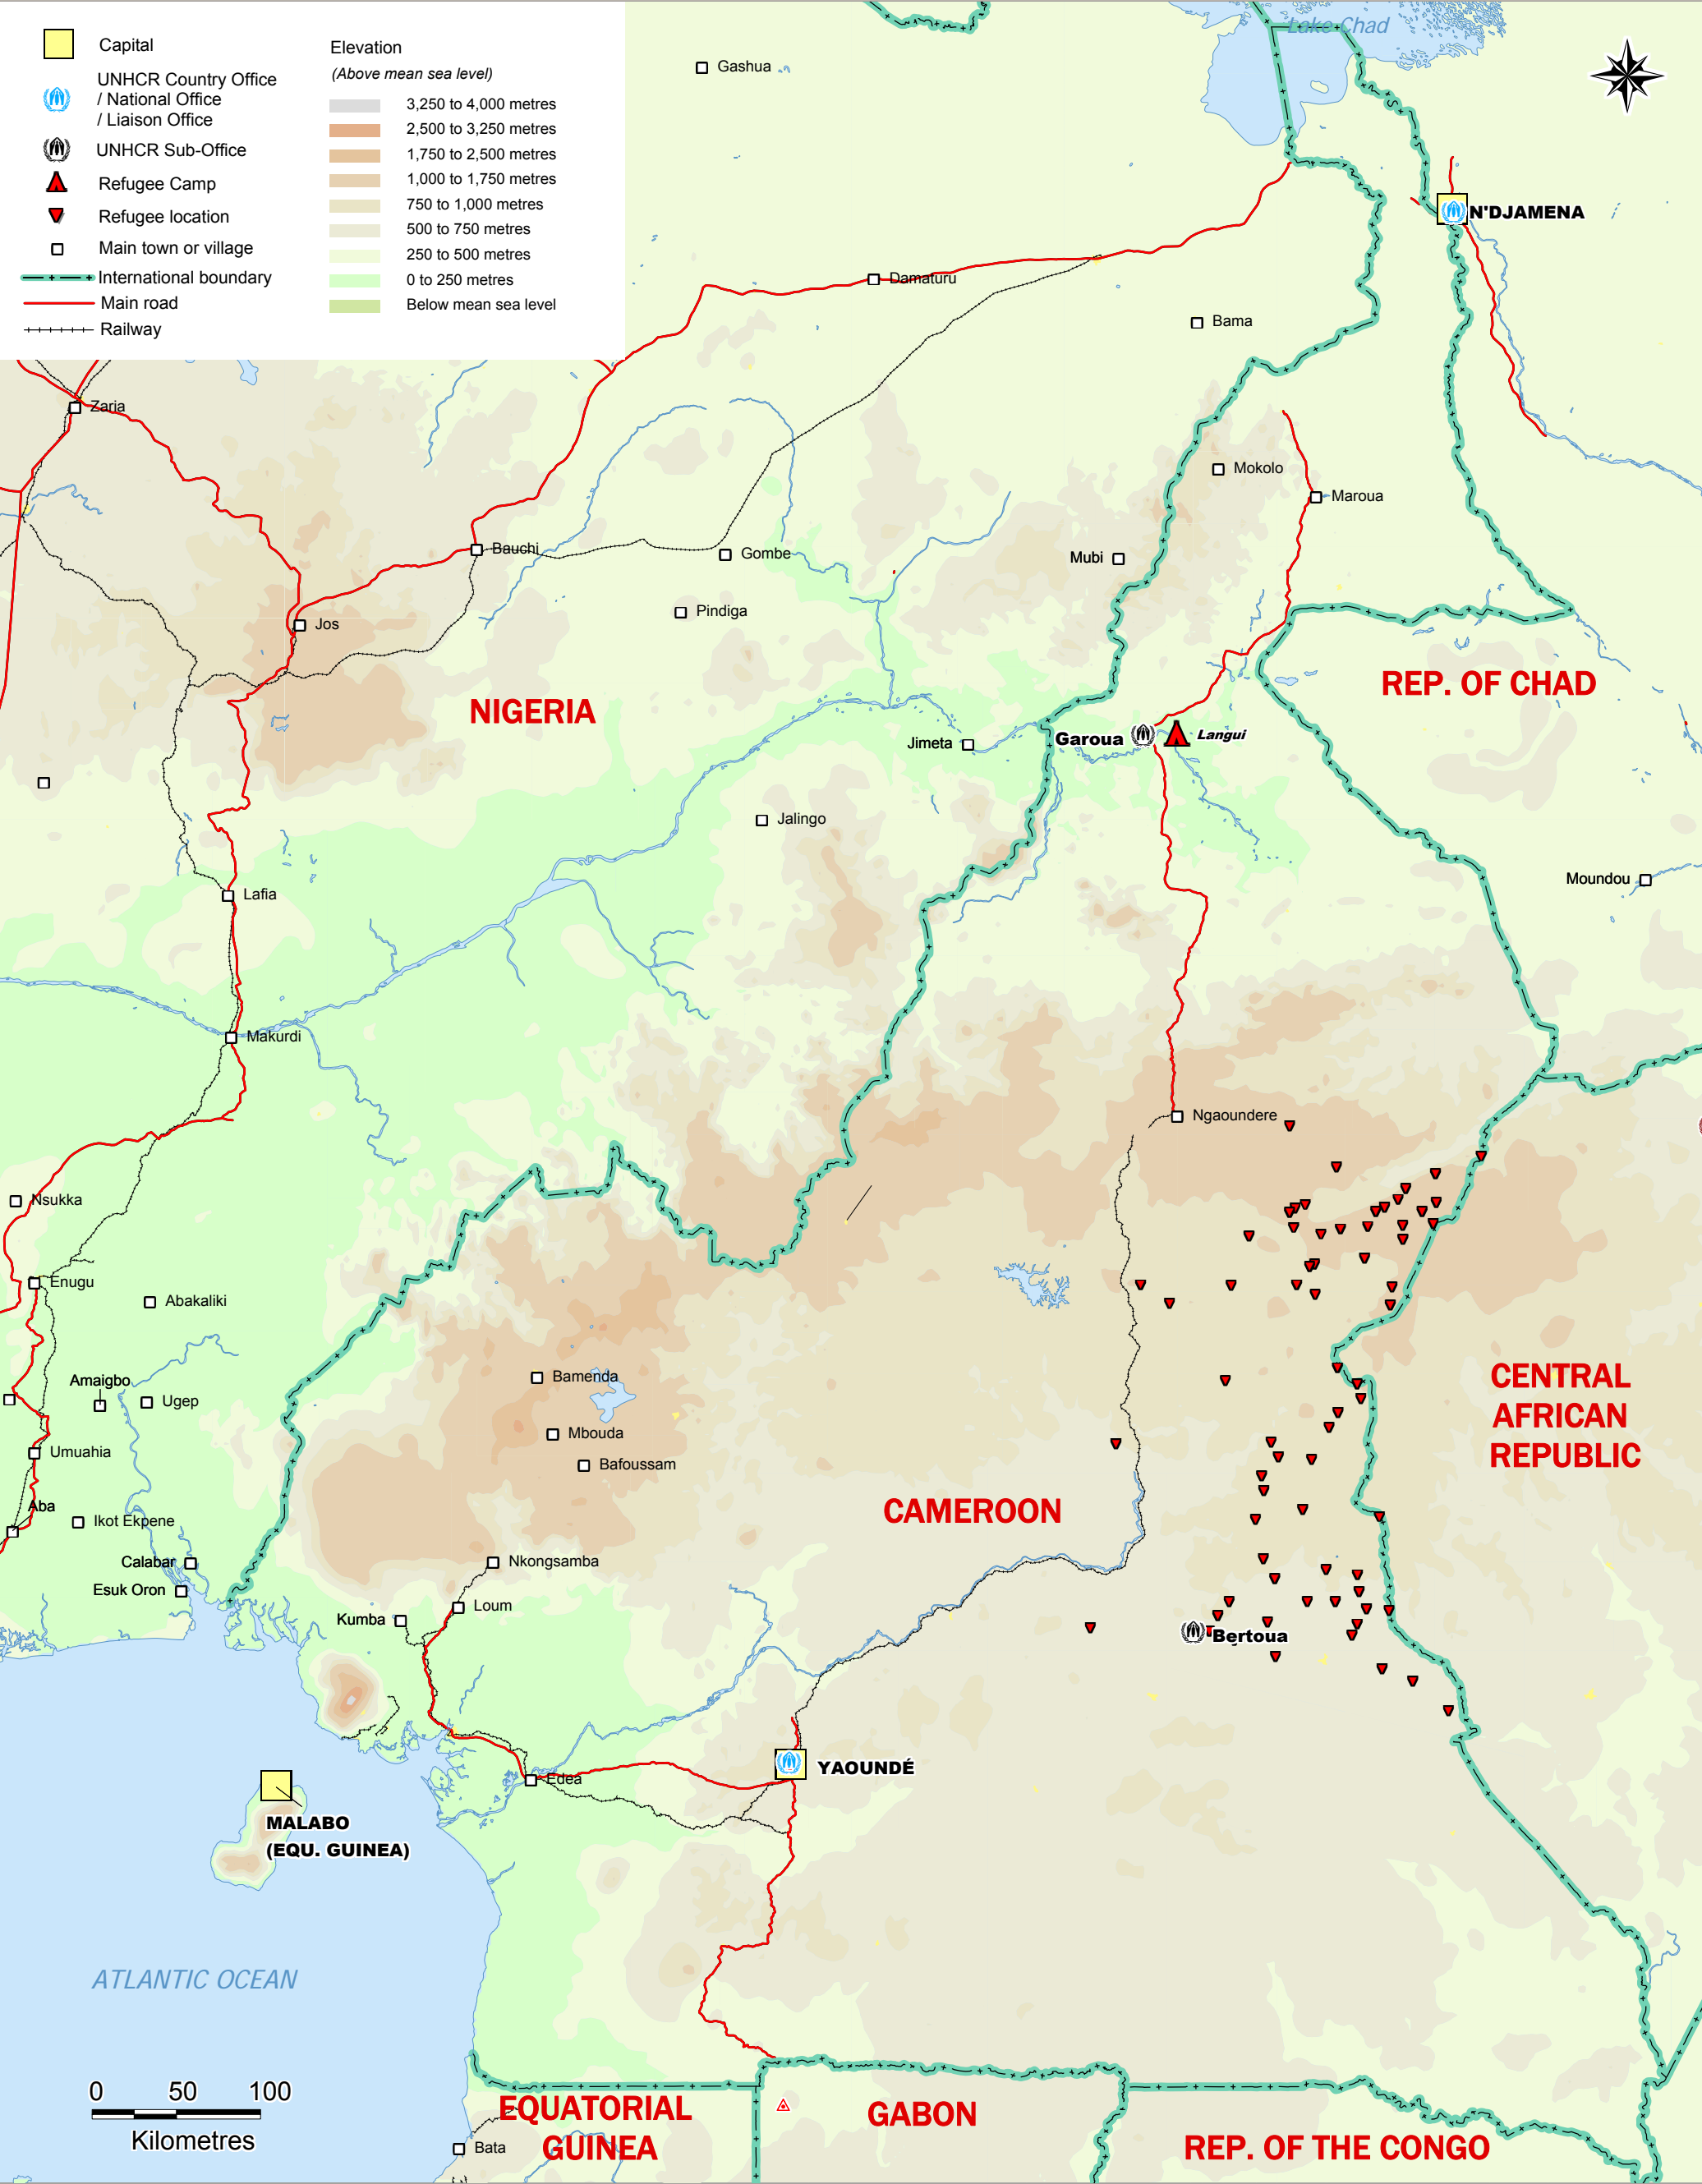 Capital
UNHCR Country Office
/ National Office
/ Liaison Office
UNHCR Sub-Office
Refugee Camp
Refugee location
Main town or village
International boundary
Main road
Railway
Elevation
(Above mean sea level)
3,250 to 4,000 metres
2,500 to 3,250 metres
1,750 to 2,500 metres
1,000 to 1,750 metres
750 to 1,000 metres
500 to 750 metres
250 to 500 metres
0 to 250 metres
Below mean sea level
Lake Chad
Gashua
N'DJAMENA
Damaturu
Bama
Zaria
Mokolo
Maroua
Bauchi
Gombe
Mubi
Pindiga
Jos
REP. OF CHAD
NIGERIA
Jimeta
Garoua
Langui
Jalingo
Moundou
Lafia
Makurdi
Ngaoundere
Nsukka
Enugu
Abakaliki
Amaigbo
Ugep
Bamenda
CENTRAL
AFRICAN
REPUBLIC
Mbouda
Umuahia
Bafoussam
Aba
Ikot Ekpene
CAMEROON
Calabar
Nkongsamba
Esuk Oron
Loum
Kumba
Bertoua
YAOUNDÉ
Edea
MALABO
(EQU. GUINEA)
ATLANTIC OCEAN
0 50 100
Kilometres
EQUATORIAL
GUINEA
GABON
Bata
REP. OF THE CONGO